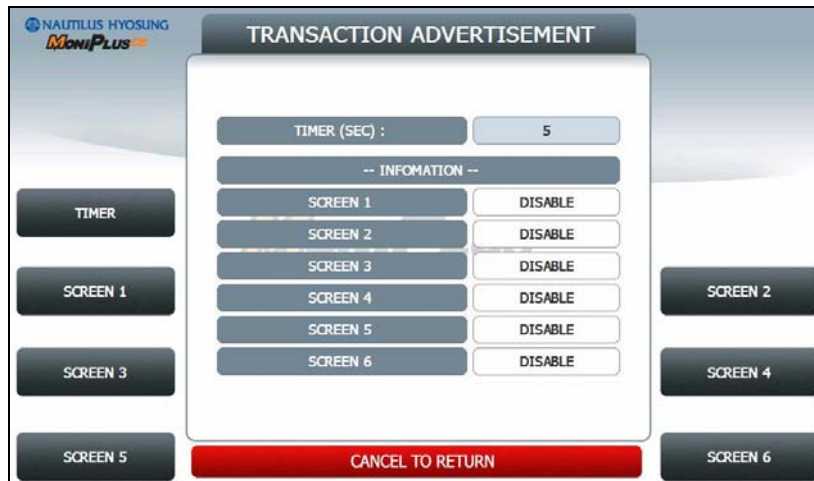 NAUTILUS HYOSUNG
MoniPlusCE
TRANSACTION ADVERTISEMENT
TIMER (SEC) : 5
-- INFOMATION --
SCREEN 1 DISABLE
SCREEN 2 DISABLE
SCREEN 3 DISABLE
SCREEN 4 DISABLE
SCREEN 5 DISABLE
SCREEN 6 DISABLE
TIMER
SCREEN 1
SCREEN 2
SCREEN 3
SCREEN 4
SCREEN 5
CANCEL TO RETURN
SCREEN 6